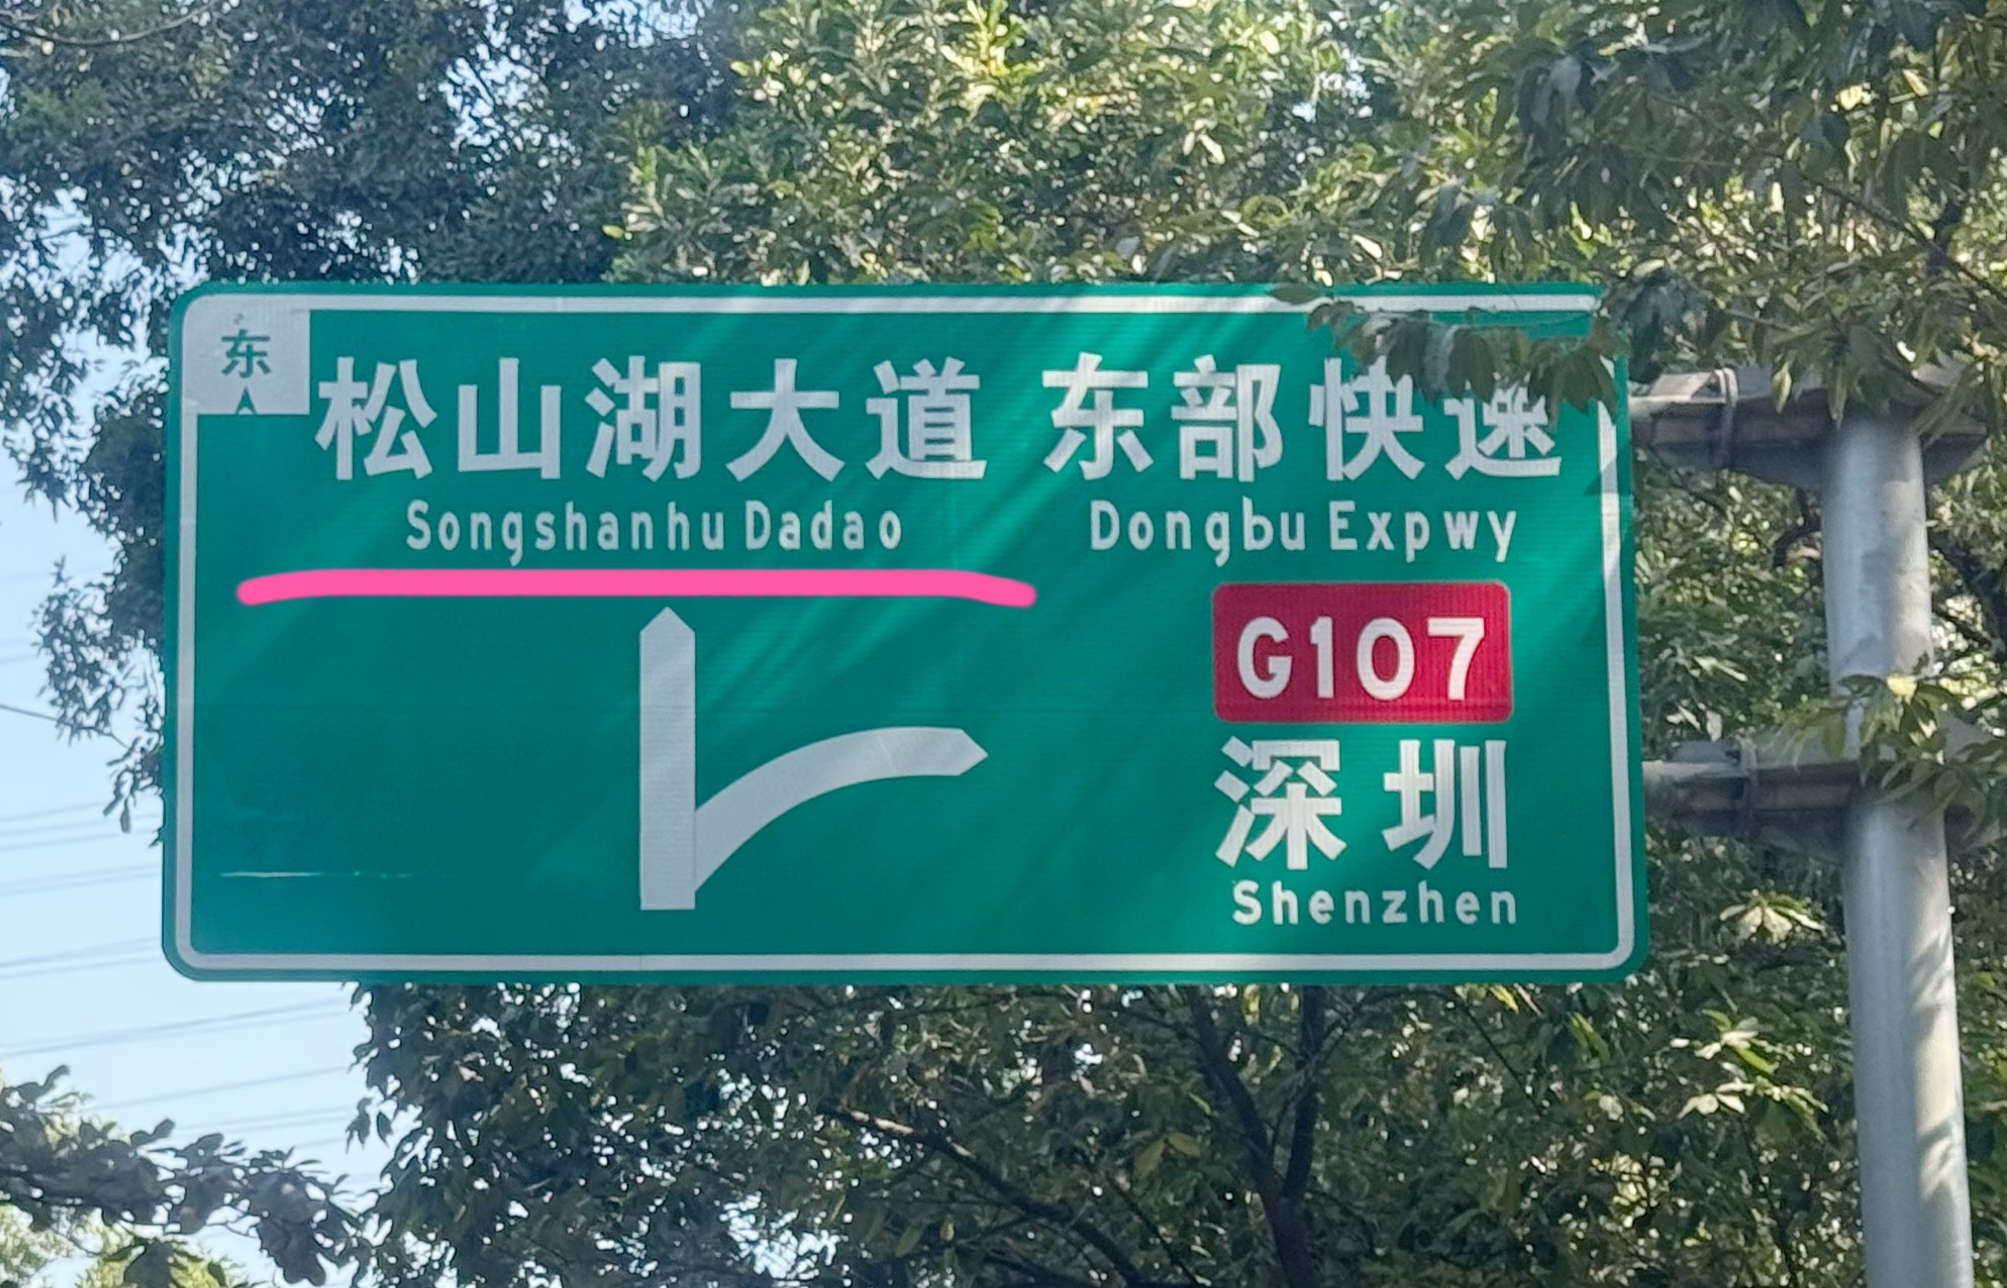 东
松山湖大道 东部快速
Songshanhu Dadao Dongbu Expwy
G107
深圳
Shenzhen